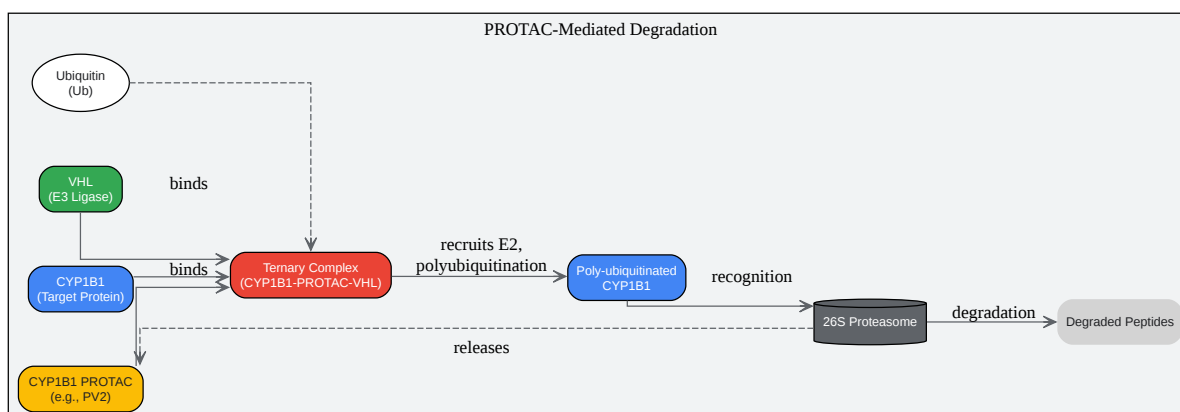 PROTAC-Mediated Degradation
Ubiquitin
(Ub)
VHL
(E3 Ligase)
binds
CYP1B1
(Target Protein)
binds
Ternary Complex
(CYP1B1-PROTAC-VHL)
recruits E2,
polyubiquitination
Poly-ubiquitinated
CYP1B1
recognition
26S Proteasome
degradation
Degraded Peptides
releases
CYP1B1 PROTAC
(e.g., PV2)